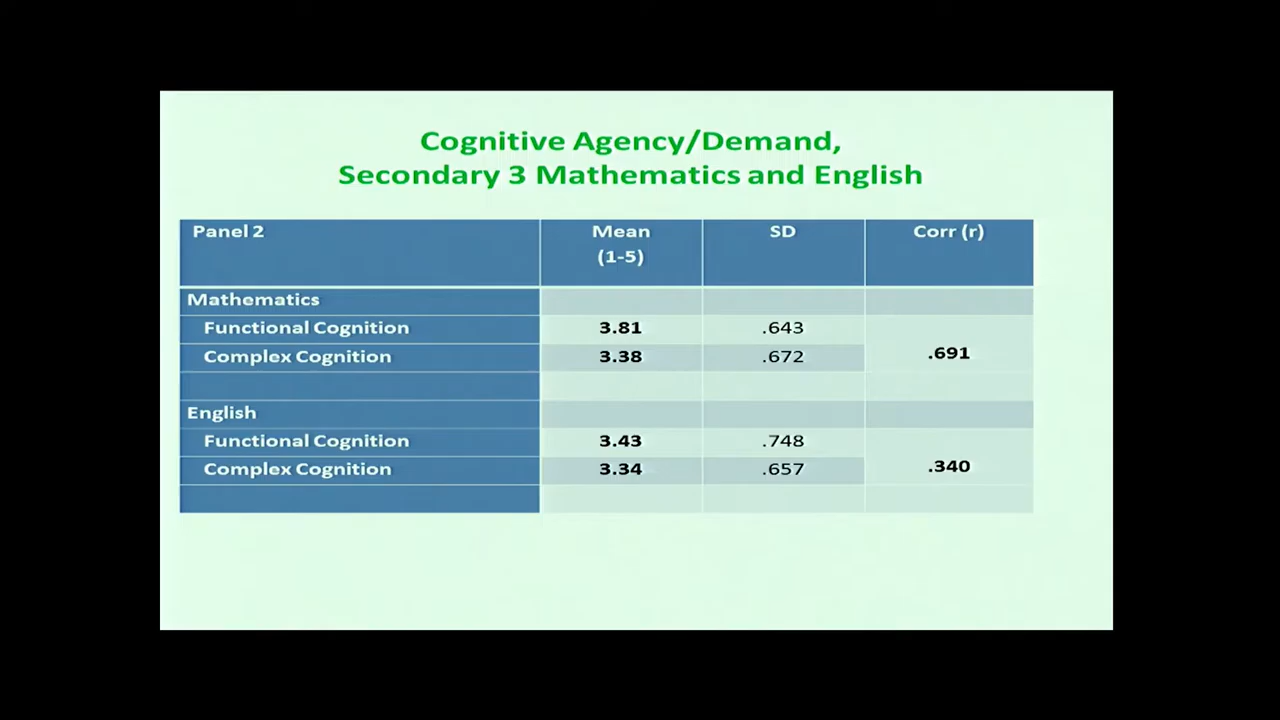 Cognitive Agency/Demand,
Secondary 3 Mathematics and English
Panel 2 Mean SD Corr (r)
(1-5)
Mathematics
Functional Cognition 3.81 .643
Complex Cognition 3.38 .672 .691
English
Functional Cognition 3.43 .748
Complex Cognition 3.34 .657 .340